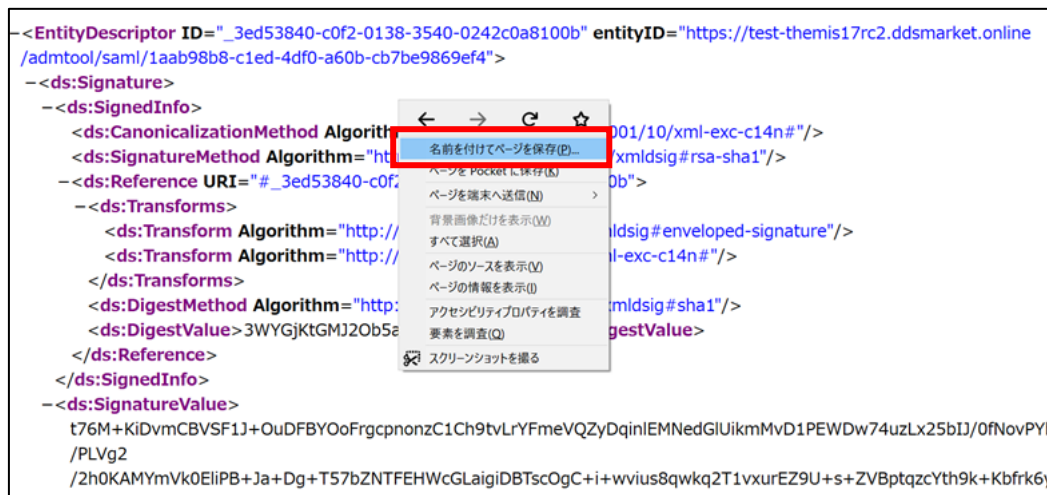 −<EntityDescriptor ID="_3ed53840-c0f2-0138-3540-0242c0a8100b" entityID="https://test-themis17rc2.ddsmarket.online
/admtool/saml/1aab98b8-c1ed-4df0-a60b-cb7be9869ef4">
−<ds:Signature>
−<ds:SignedInfo>
<ds:CanonicalizationMethod Algorith 001/10/xml-exc-c14n#"/>
名前を付けてページを保存(P)...
<ds:SignatureMethod Algorithm="ht /xmldsig#rsa-sha1"/>
ページを Pocket に保存(K)
−<ds:Reference URI="#_3ed53840-c0f2 0b">
ページを端末へ送信(N)
−<ds:Transforms>
背景画像だけを表示(W)
<ds:Transform Algorithm="http:// ldsig#enveloped-signature"/>
すべて選択(A)
<ds:Transform Algorithm="http:// l-exc-c14n#"/>
ページのソースを表示(V)
</ds:Transforms>
ページの情報を表示(I)
<ds:DigestMethod Algorithm="http: xmldsig#sha1"/>
アクセシビリティプロパティを調査
<ds:DigestValue>3WYGjKtGMJ2Ob5a gestValue>
要素を調査(Q)
</ds:Reference>
スクリーンショットを撮る
</ds:SignedInfo>
−<ds:SignatureValue>
t76M+KiDvmCBVSF1J+OuDFBYOoFrgcpnonzC1Ch9tvLrYFmeVQZyDqinlEMNedGlUikmMvD1PEWDw74uzLx25bIJ/0fNovPY
/PLVg2
/2h0KAMYmVk0EliPB+Ja+Dg+T57bZNTFEHWcGLaigiDBTscOgC+i+wvius8qwkq2T1vxurEZ9U+s+ZVBptqzcYth9k+Kbfrk6y